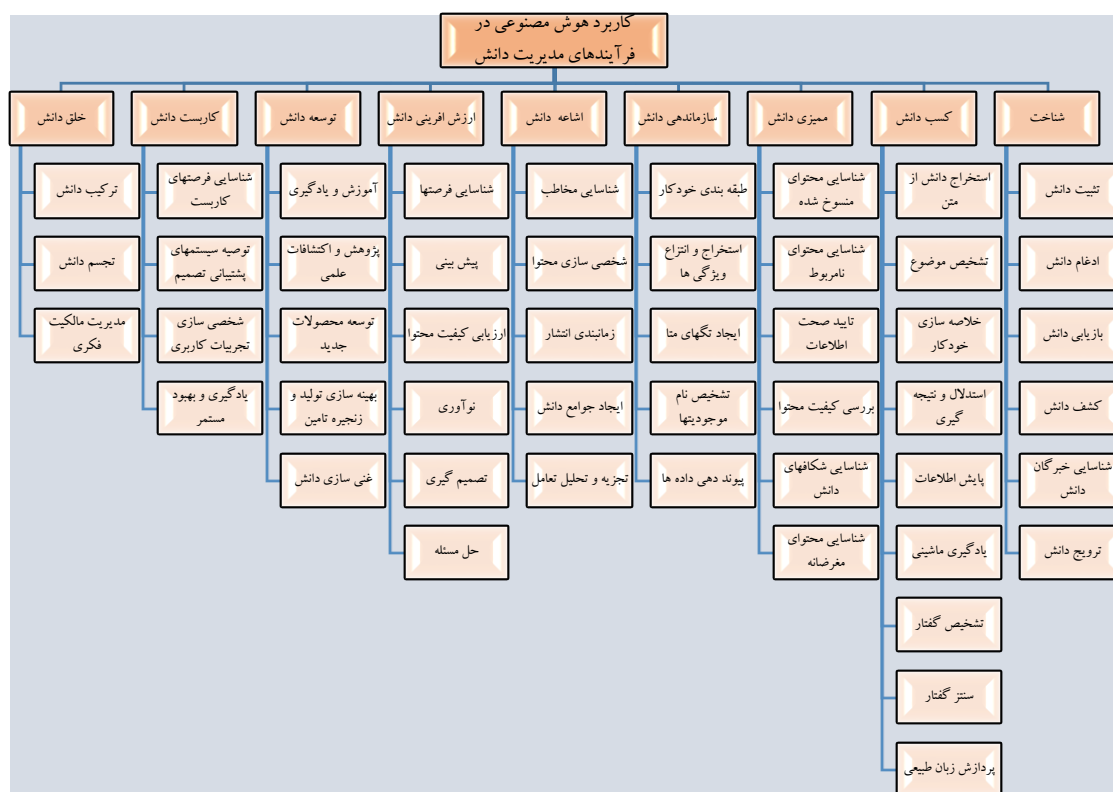 کاربرد هوش مصنوعی در
فرآیندهای مدیریت دانش
شناخت
تثبیت دانش
ادغام دانش
بازیابی دانش
کشف دانش
شناسایی خبرگان
دانش
ترویج دانش
کسب دانش
استخراج دانش از
متن
تشخیص موضوع
خلاصه سازی
خودکار
استدلال و نتیجه
گیری
پایش اطلاعات
یادگیری ماشینی
تشخیص گفتار
سنتز گفتار
پردازش زبان طبیعی
ممیزی دانش
شناسایی محتوای
منسوخ شده
شناسایی محتوای
نامربوط
تایید صحت
اطلاعات
بررسی کیفیت محتوا
شناسایی شکافهای
دانش
شناسایی محتوای
مغرضانه
سازماندهی دانش
طبقه بندی خودکار
استخراج و انتزاع
ویژگی ها
ایجاد تگهای متا
تشخیص نام
موجودیتها
پیوند دهی داده ها
اشاعه دانش
شناسایی مخاطب
شخصی سازی محتوا
زمانبندی انتشار
ایجاد جوامع دانش
تجزیه و تحلیل تعامل
ارزش افرینی دانش
شناسایی فرصتها
پیش بینی
ارزیابی کیفیت محتوا
نوآوری
تصمیم گیری
حل مسئله
توسعه دانش
آموزش و یادگیری
پژوهش و اکتشافات
علمی
توسعه محصولات
جدید
بهینه سازی تولید و
زنجیره تامین
غنی سازی دانش
کاربست دانش
شناسایی فرصتهای
کاربست
توصیه سیستمهای
پشتیبانی تصمیم
شخصی سازی
تجربیات کاربری
یادگیری و بهبود
مستمر
خلق دانش
ترکیب دانش
تجسم دانش
مدیریت مالکیت
فکری